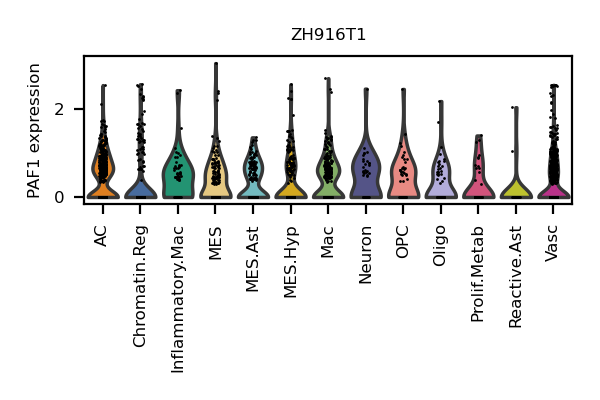 ZH916T1
PAF1 expression
2
0
AC
Chromatin.Reg
Inflammatory.Mac
MES
MES.Ast
MES.Hyp
Mac
Neuron
OPC
Oligo
Prolif.Metab
Reactive.Ast
Vasc